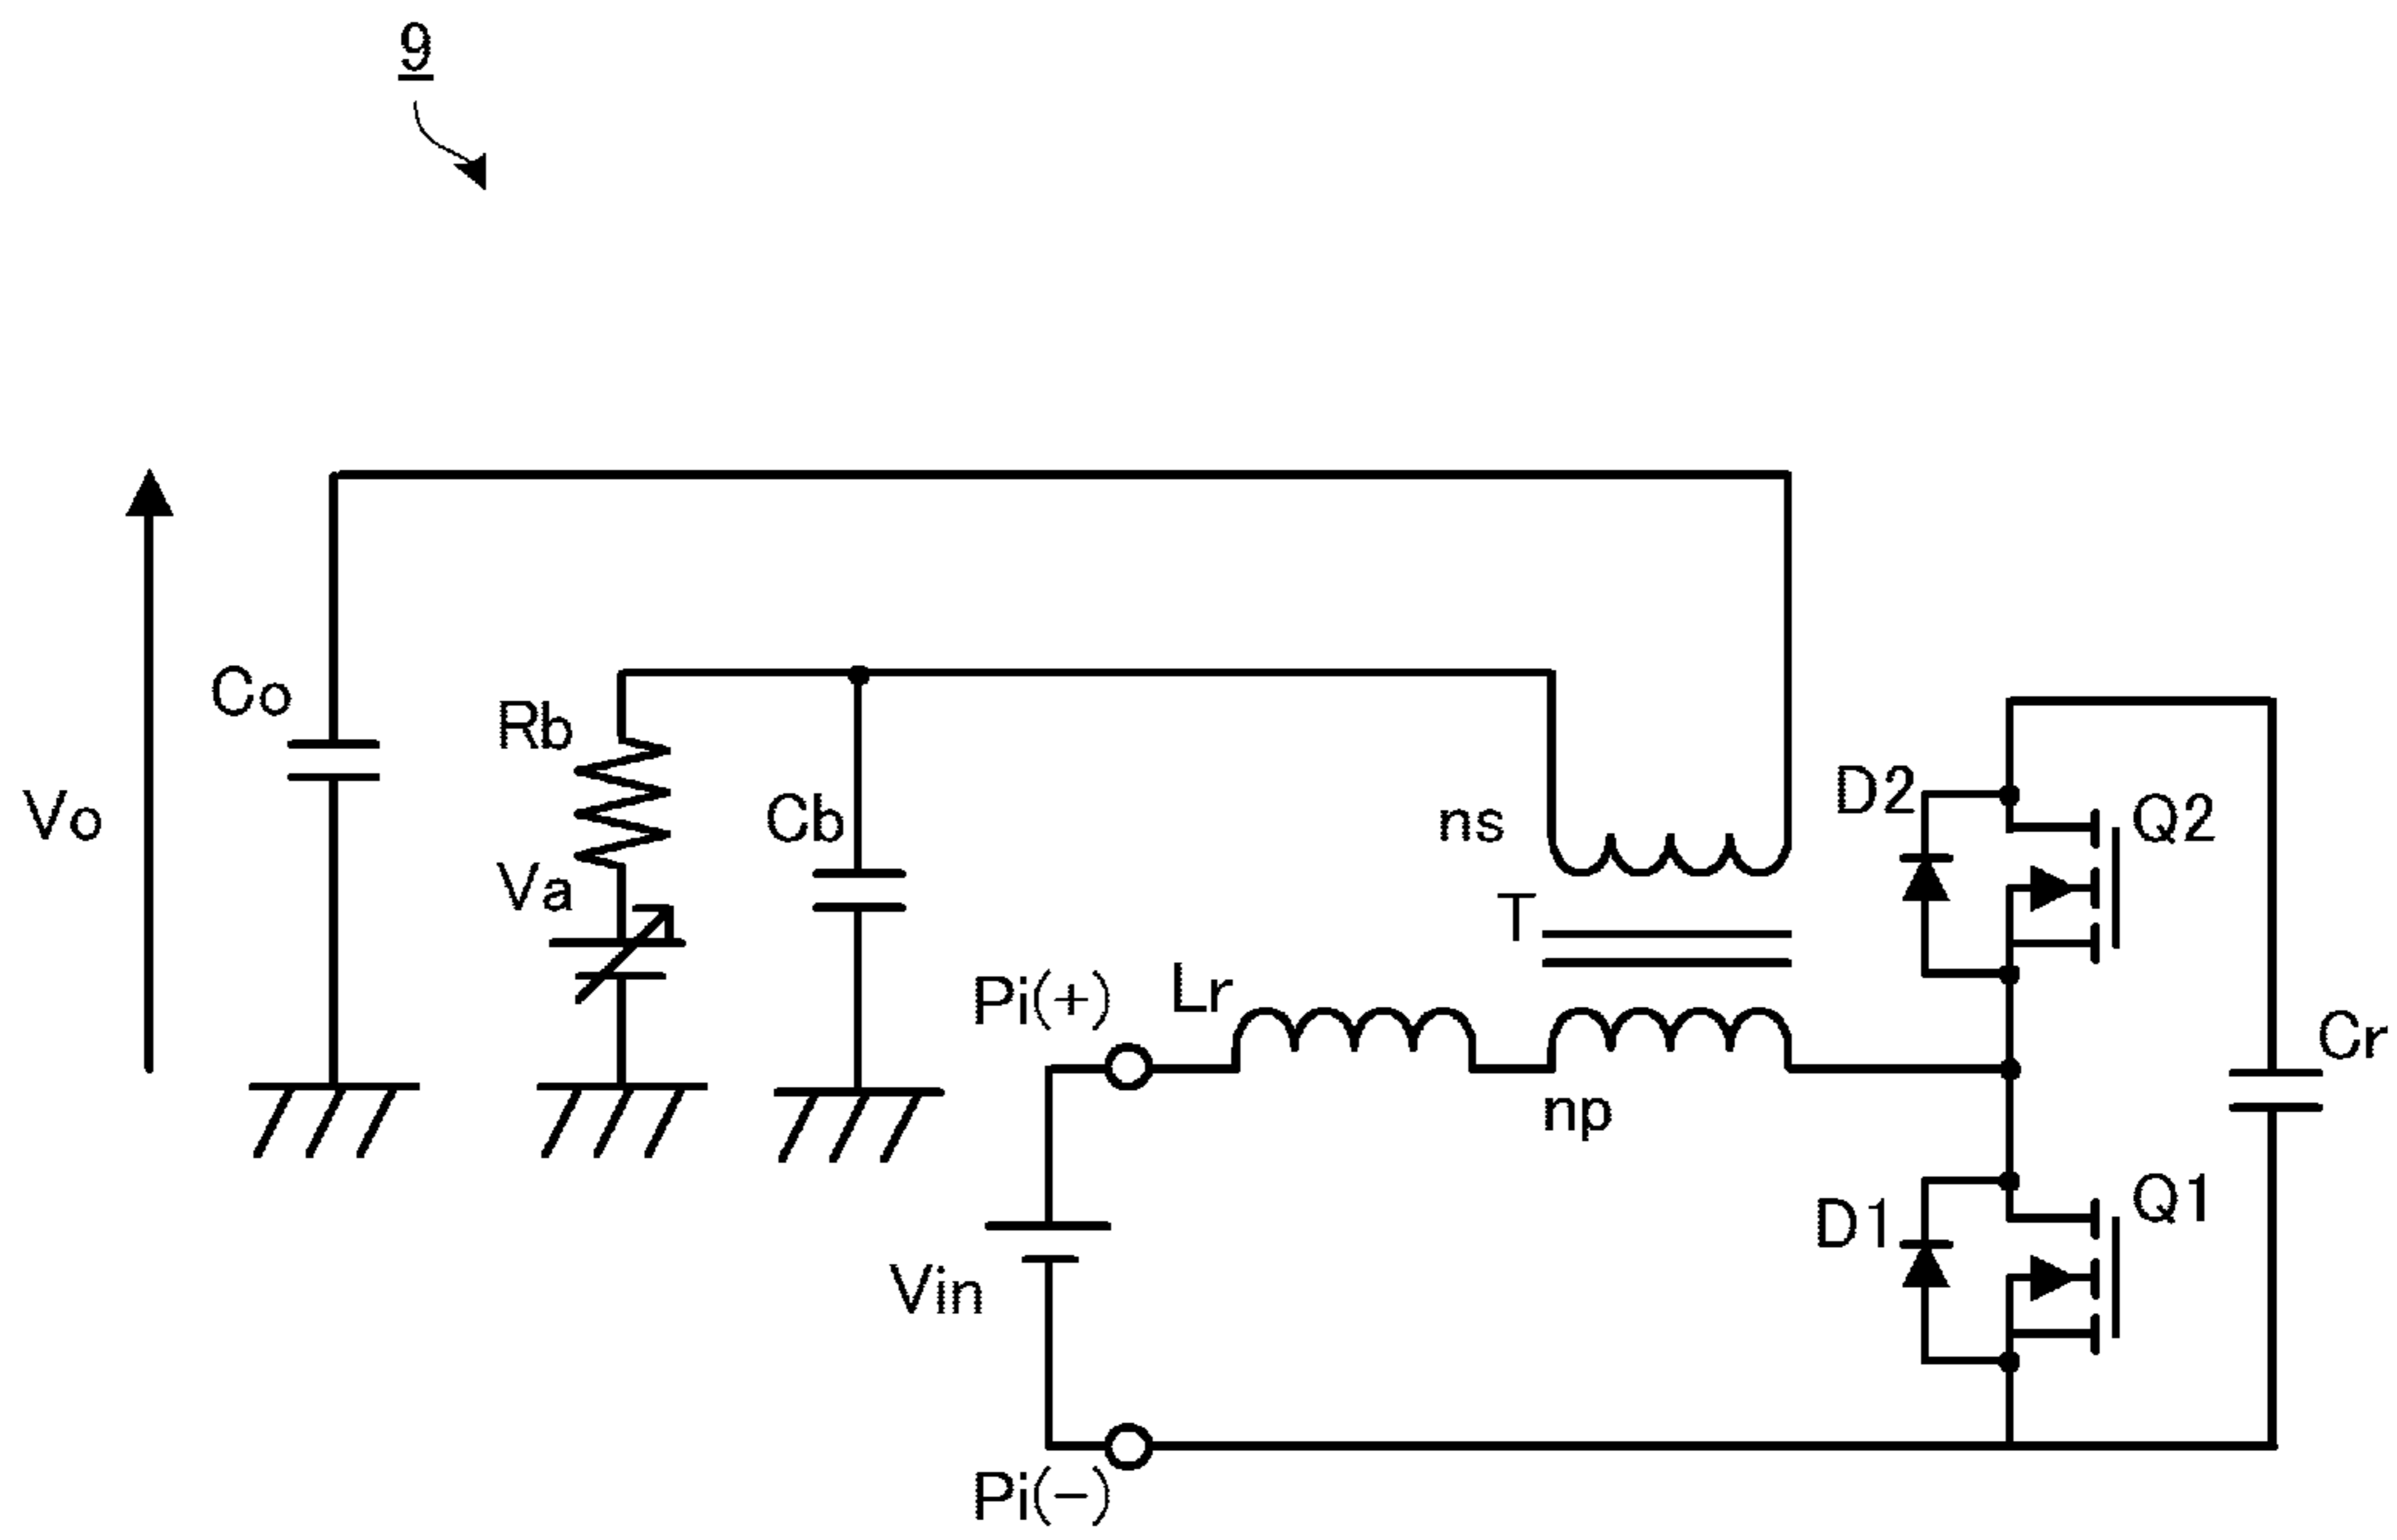 9
Co
Vo
Rb
Va
Cb
ns
T
D2
Q2
Pi(+)
Lr
np
Cr
Vin
D1
Q1
Pi(−)